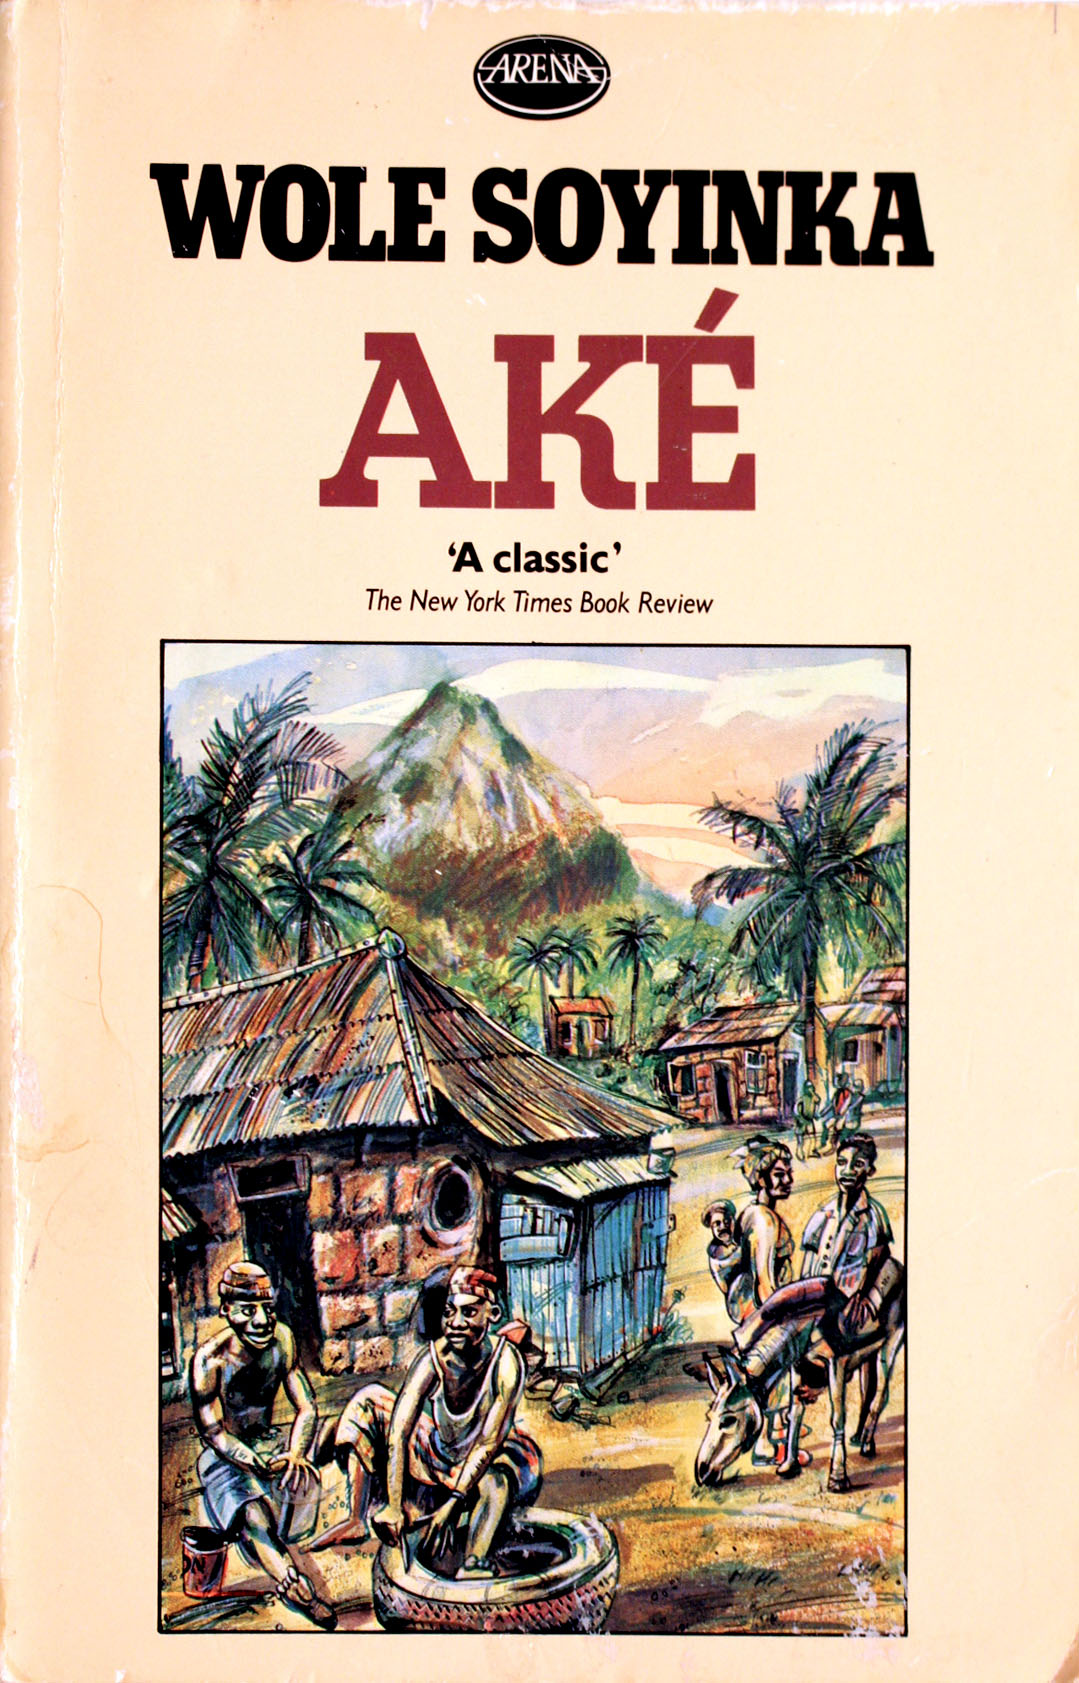 ARENA
WOLE SOYINKA
AKÉ
‘A classic’
The New York Times Book Review